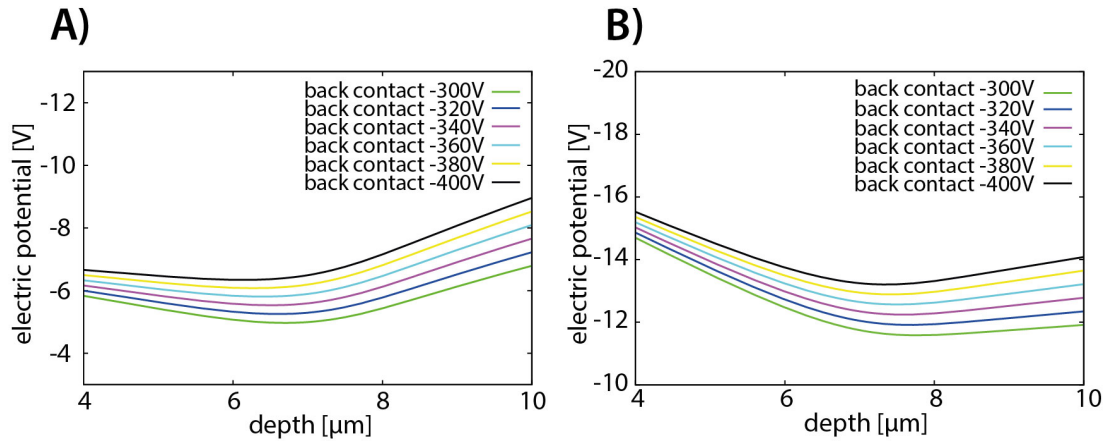 A)
electric potential [V]
-12
-10
-8
-6
-4
back contact -300V
back contact -320V
back contact -340V
back contact -360V
back contact -380V
back contact -400V
4 6 8 10
depth [μm]
B)
electric potential [V]
-20
-18
-16
-14
-12
-10
back contact -300V
back contact -320V
back contact -340V
back contact -360V
back contact -380V
back contact -400V
4 6 8 10
depth [μm]